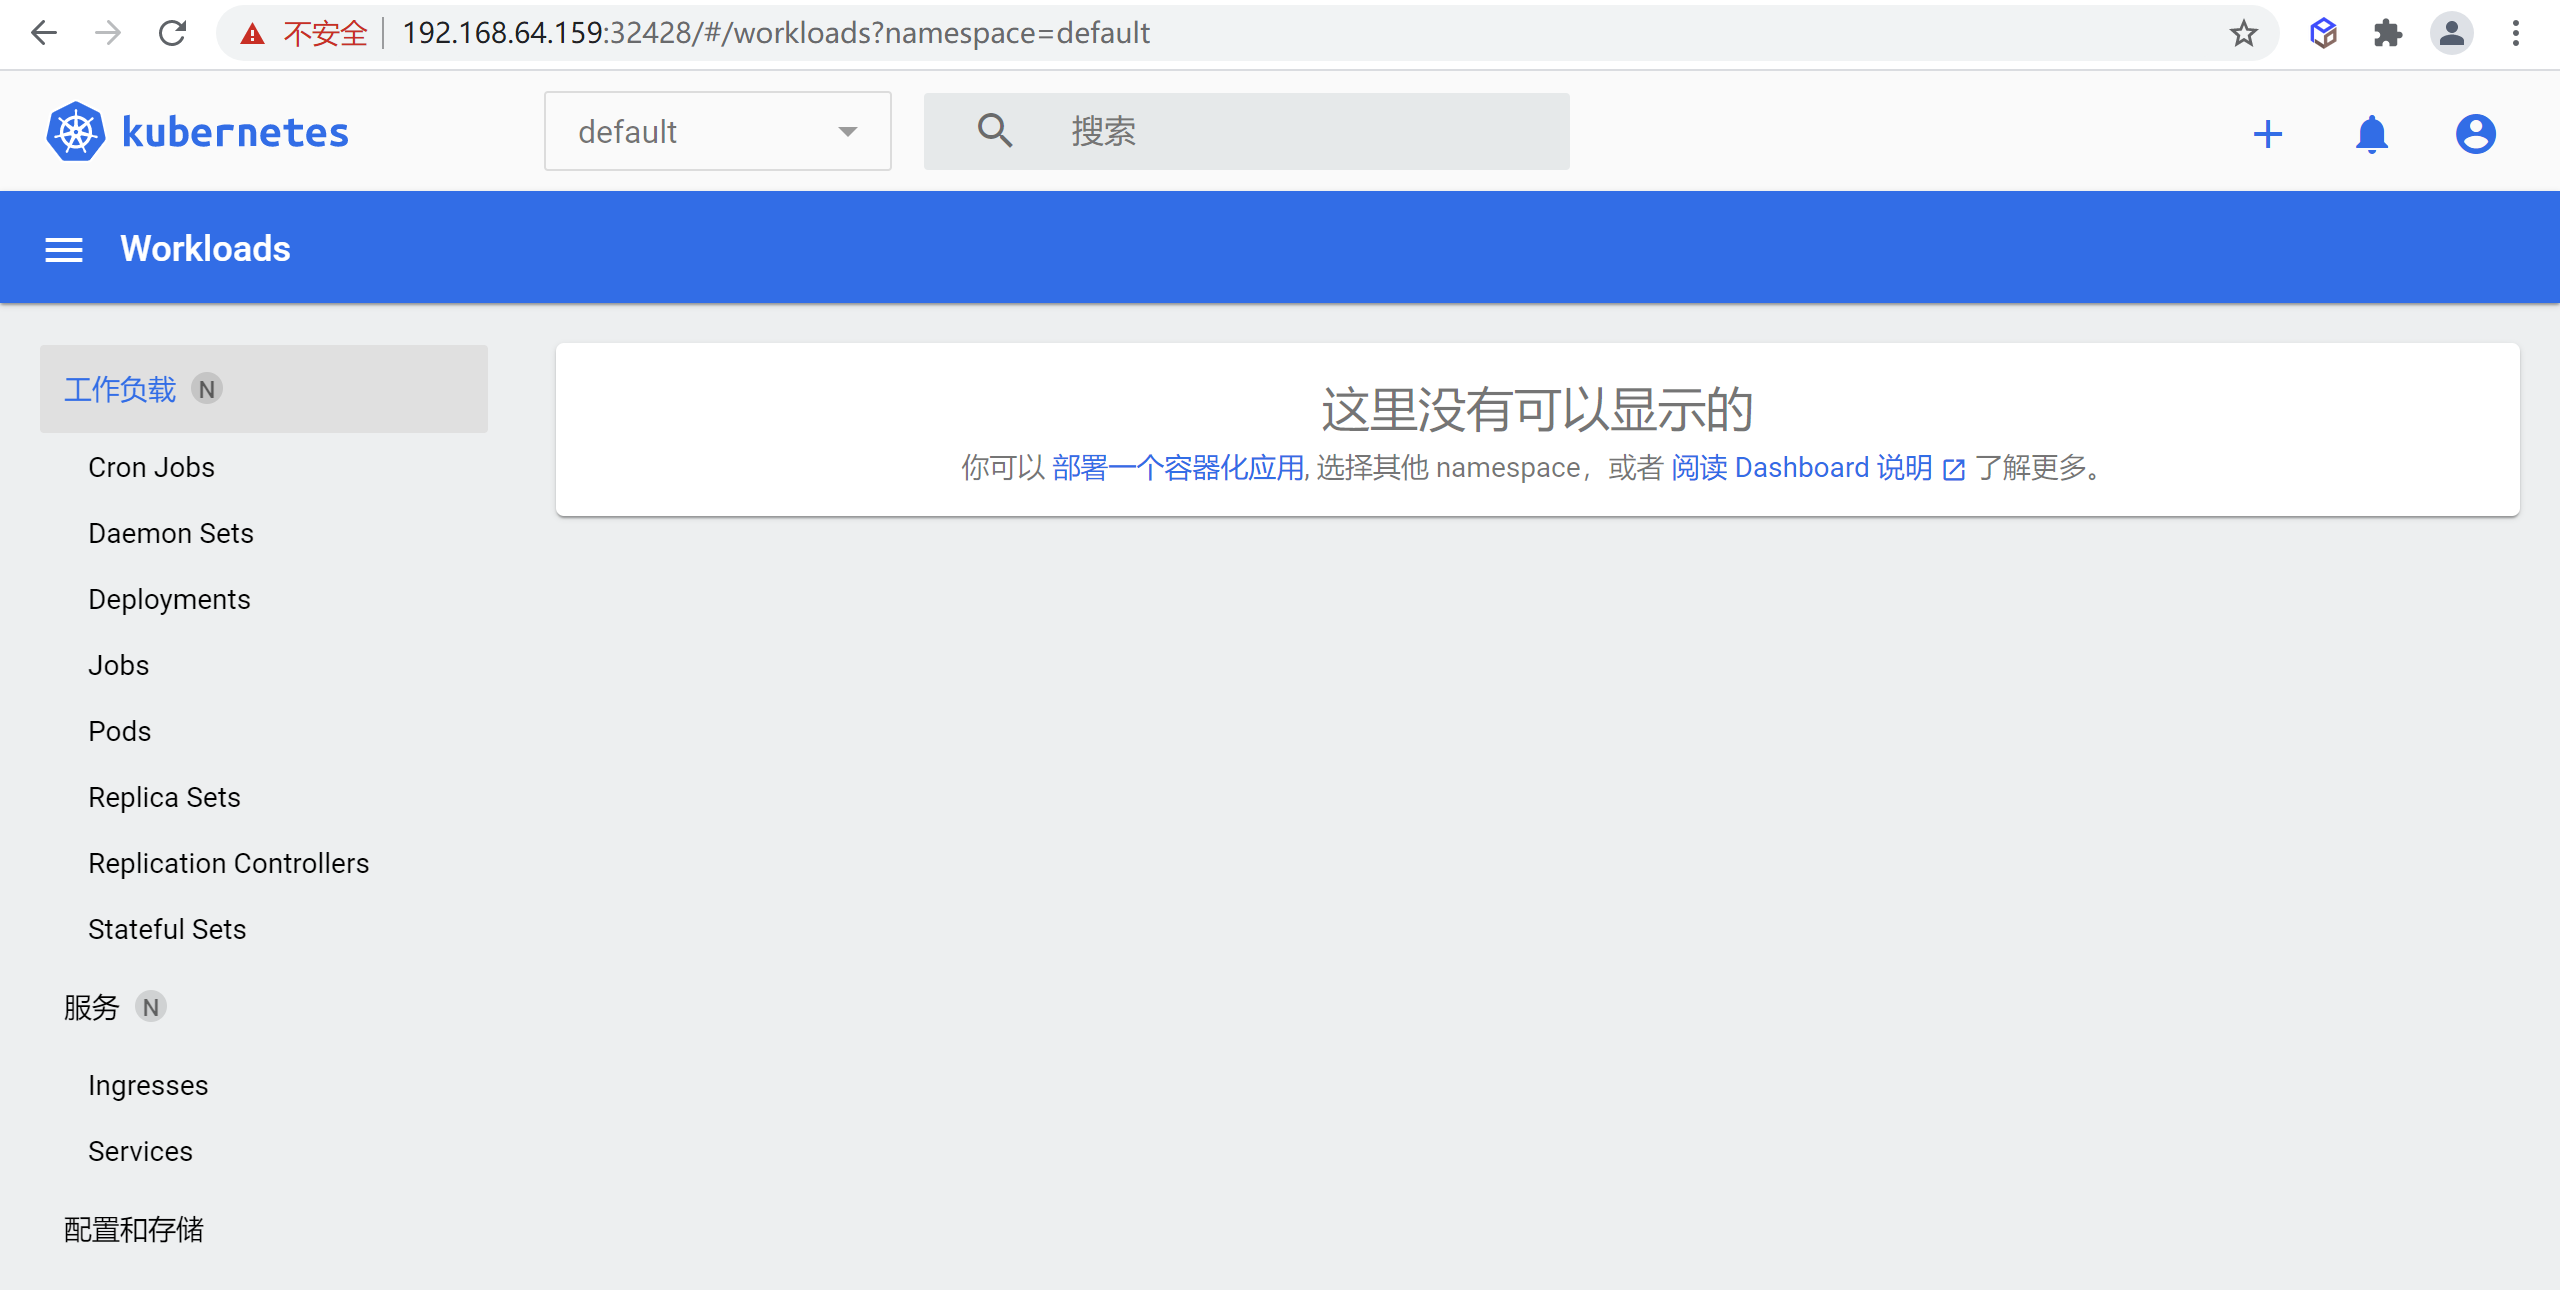 不安全 192.168.64.159:32428/#/workloads?namespace=default
kubernetes default 搜索
Workloads
工作负载 N
Cron Jobs
Daemon Sets
Deployments
Jobs
Pods
Replica Sets
Replication Controllers
Stateful Sets
服务 N
Ingresses
Services
配置和存储
这里没有可以显示的
你可以 部署一个容器化应用, 选择其他 namespace，或者 阅读 Dashboard 说明 了解更多。